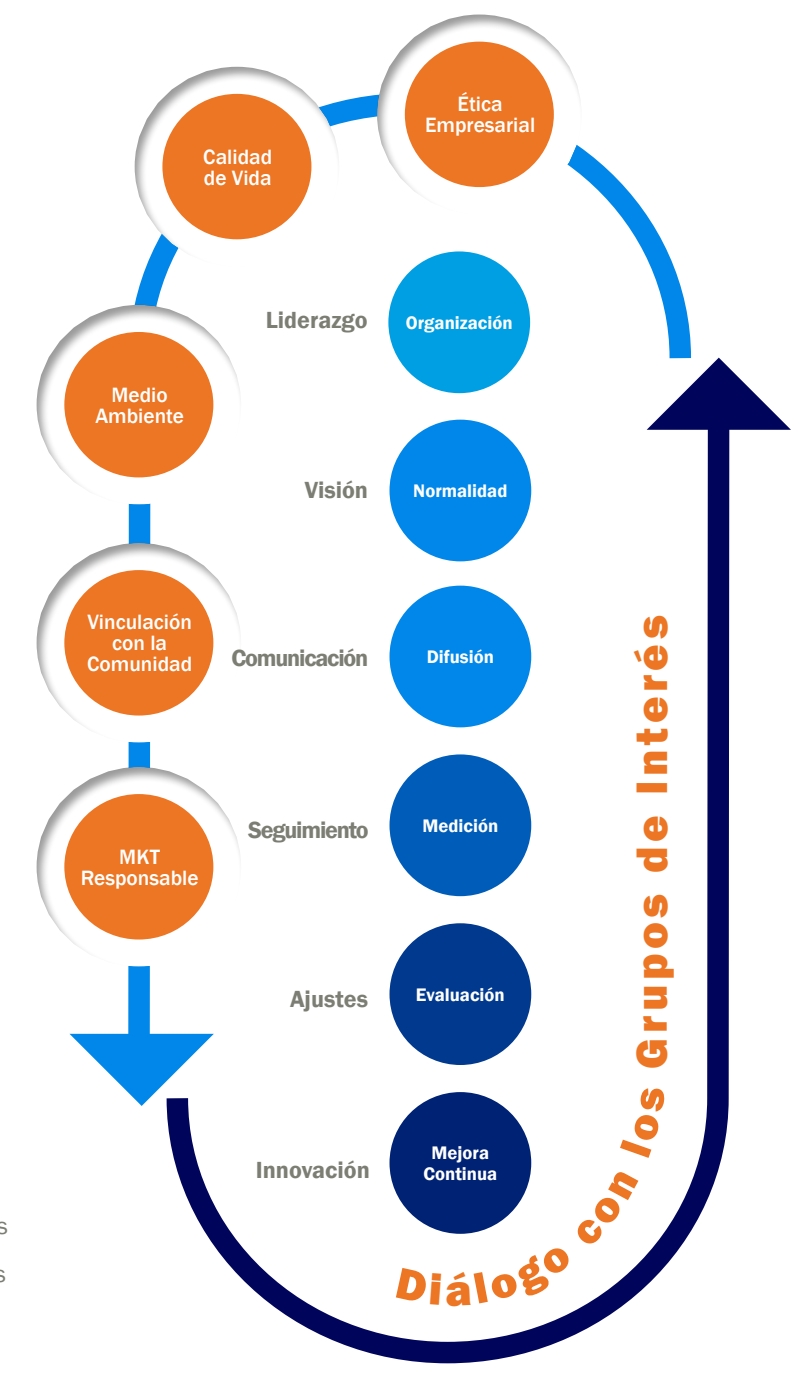 Ética
Empresarial
Calidad
de Vida
Medio
Ambiente
Vinculación
con la
Comunidad
MKT
Responsable
Liderazgo
Organización
Visión
Normalidad
Comunicación
Difusión
Seguimiento
Medición
Ajustes
Evaluación
Innovación
Mejora
Continua
Diálogo con los Grupos de Interés
s
s